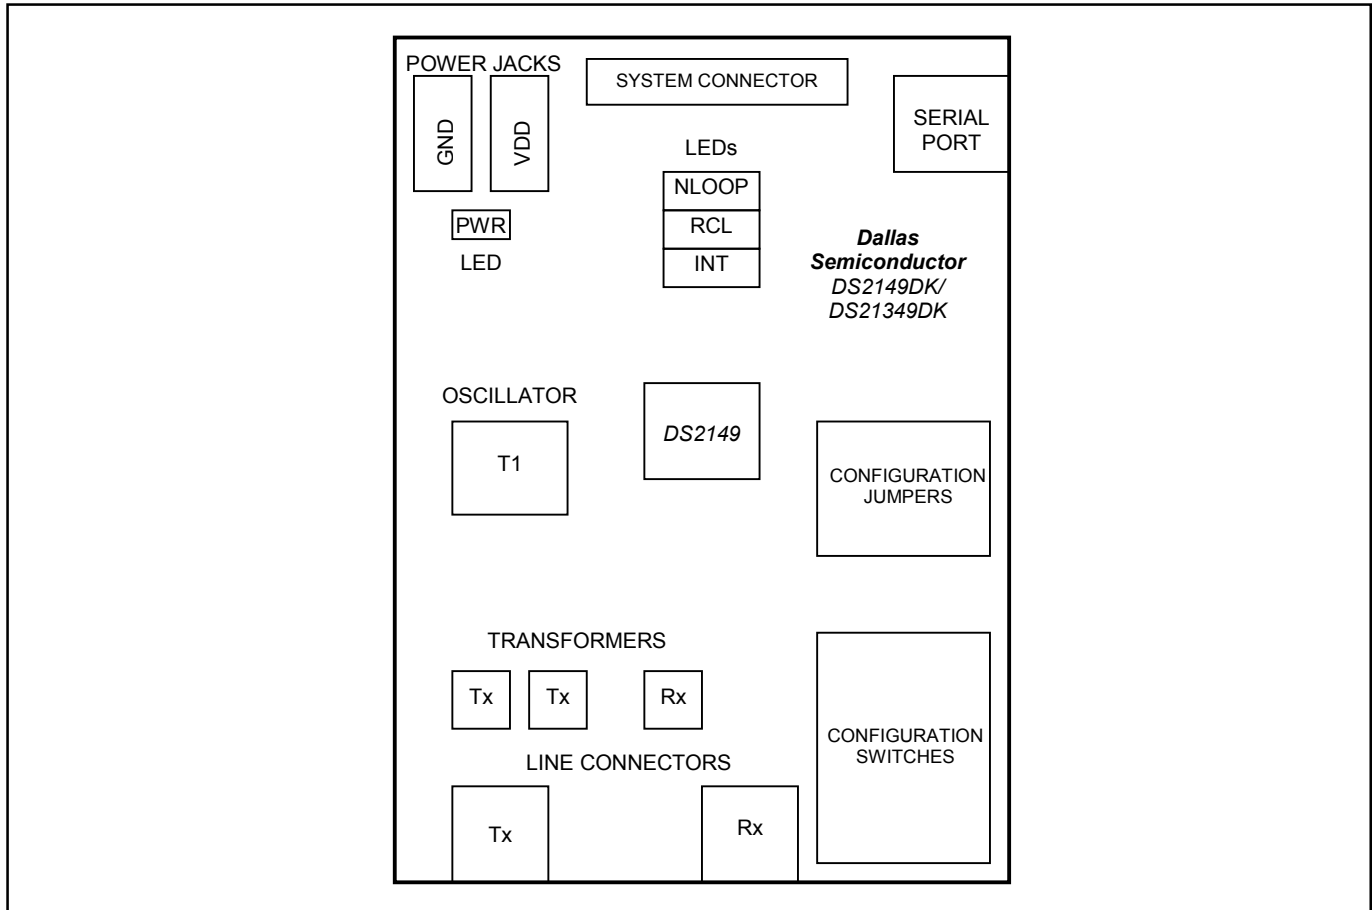 POWER JACKS
GND
VDD
PWR
LED
SYSTEM CONNECTOR
LEDs
NLOOP
RCL
INT
SERIAL
PORT
Dallas
Semiconductor
DS2149DK/
DS21349DK
OSCILLATOR
T1
DS2149
CONFIGURATION
JUMPERS
TRANSFORMERS
Tx
Tx
Rx
LINE CONNECTORS
Tx
Rx
CONFIGURATION
SWITCHES